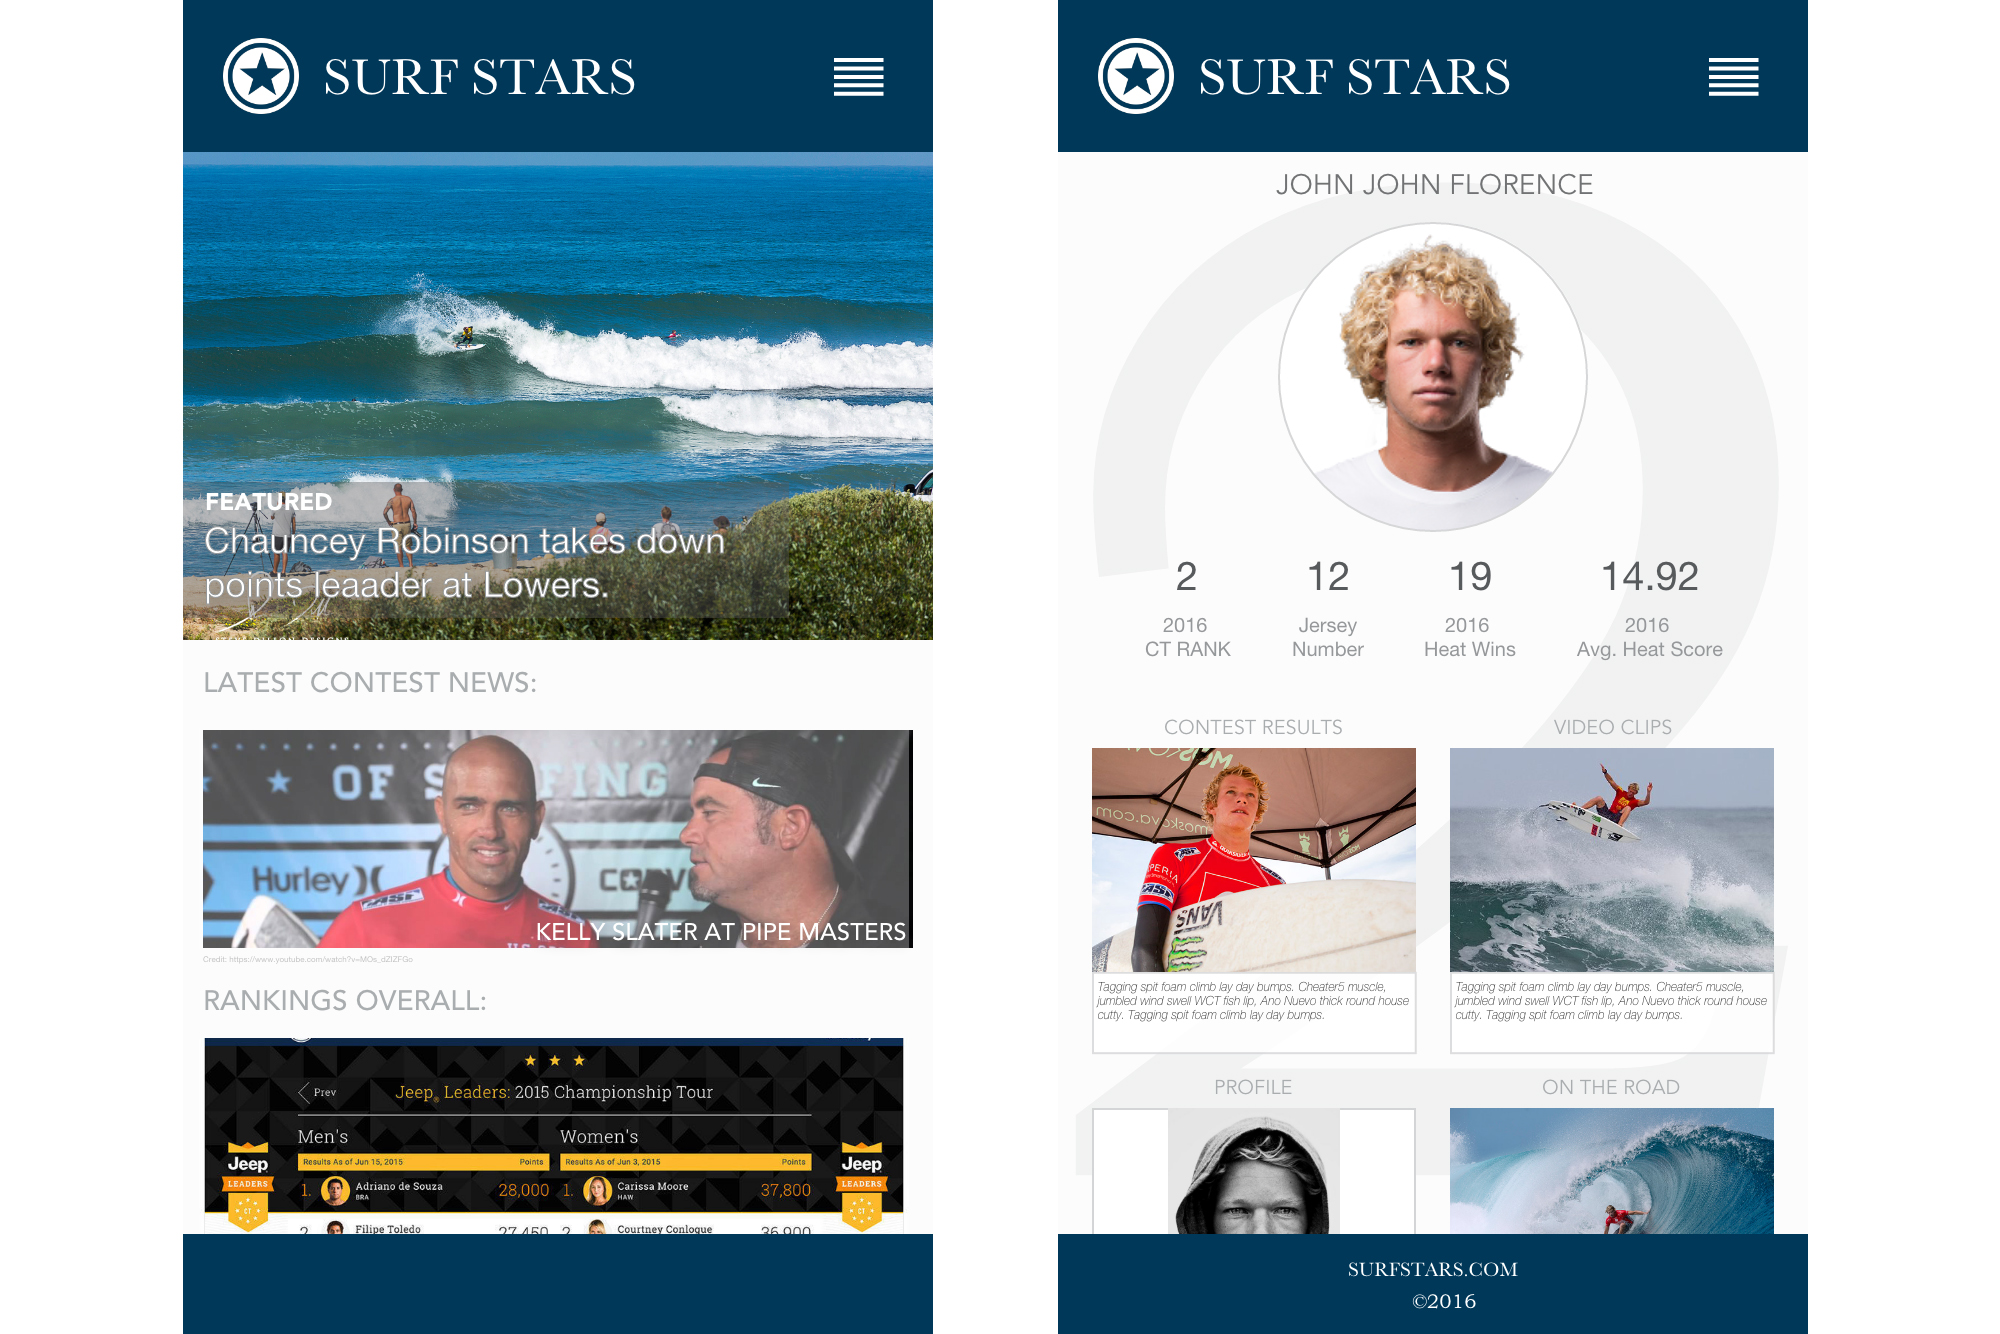 SURF STARS
FEATURED
Chauncey Robinson takes down
points leaader at Lowers.
LATEST CONTEST NEWS:
OF S FING
Hurley
KELLY SLATER AT PIPE MASTERS
Credit: https://www.youtube.com/watch?v=MOs_dZIZFGo
RANKINGS OVERALL:
Prev
Jeep® Leaders: 2015 Championship Tour
Men's
Women's
Results As of Jun 15, 2015 Points
Results As of Jun 3, 2015 Points
Jeep
LEADERS
CT
1. Adriano de Souza 28,000
BRA
1. Carissa Moore 37,800
HAW
Jeep
LEADERS
CT
2 Filipe Toledo 27,450
2 Courtney Conlogue 36,900
SURF STARS
JOHN JOHN FLORENCE
2
2016
CT RANK
12
Jersey
Number
19
2016
Heat Wins
14.92
2016
Avg. Heat Score
CONTEST RESULTS
moskova.com
VANS
Tagging spit foam climb lay day bumps. Cheater5 muscle,
jumbled wind swell WCT fish lip, Ano Nuevo thick round house
cutty. Tagging spit foam climb lay day bumps.
VIDEO CLIPS
Tagging spit foam climb lay day bumps. Cheater5 muscle,
jumbled wind swell WCT fish lip, Ano Nuevo thick round house
cutty. Tagging spit foam climb lay day bumps.
PROFILE
ON THE ROAD
SURFSTARS.COM
©2016